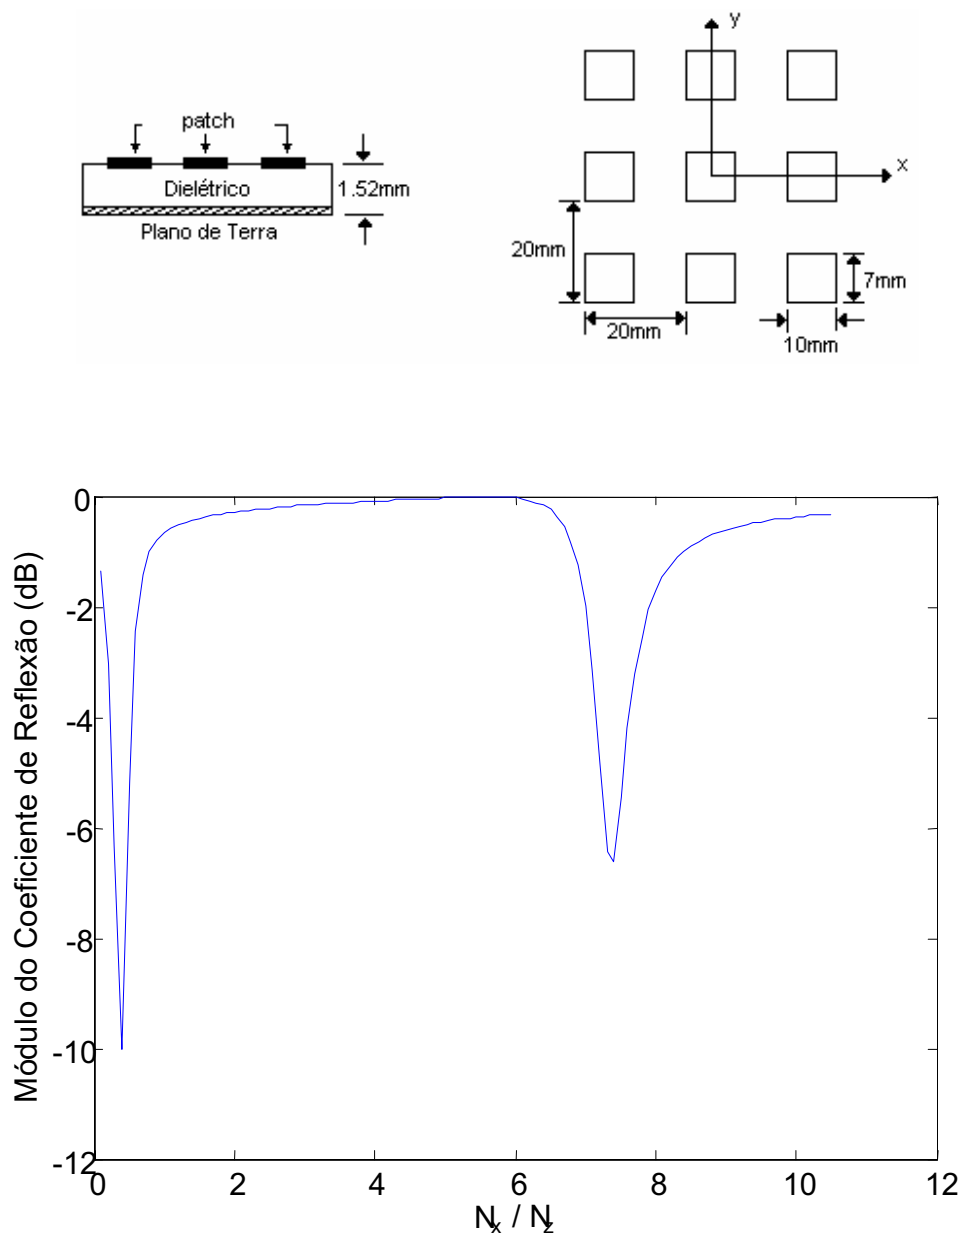 patch
Dielétrico
1.52mm
Plano de Terra
y
x
20mm
20mm
7mm
10mm
Módulo do Coeficiente de Reflexão (dB)
0
-2
-4
-6
-8
-10
-12
0 2 4 6 8 10 12
Nx / Nz